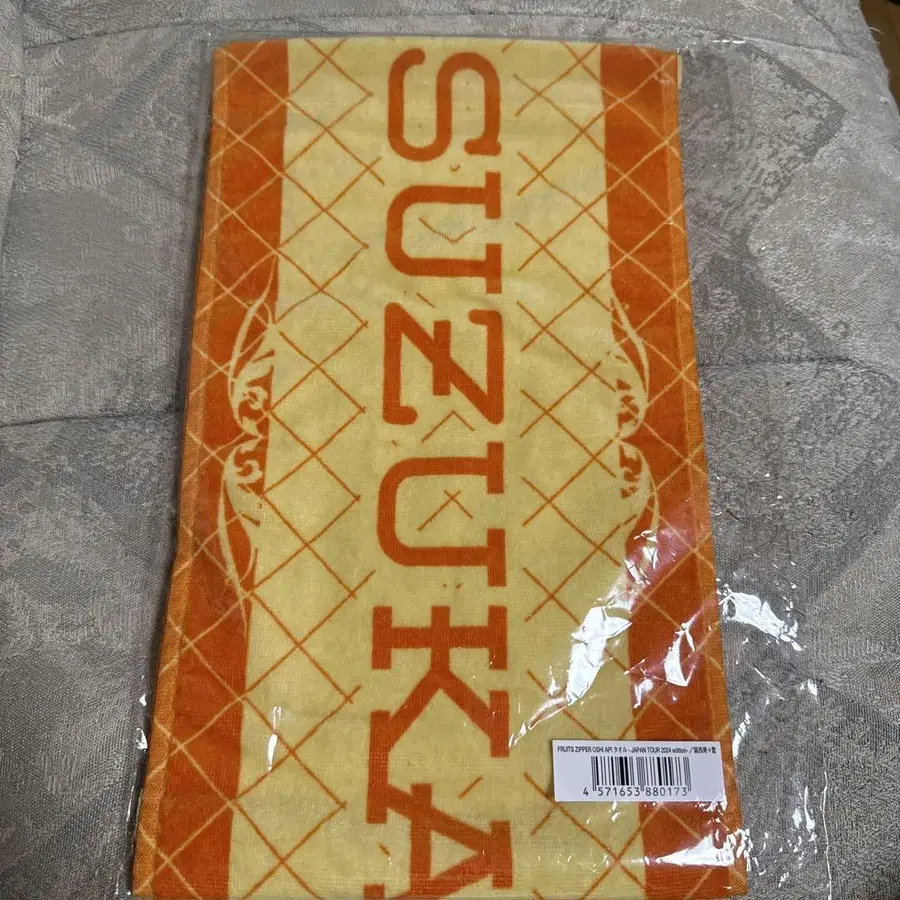 SUZUKA
FRUITS ZIPPER OSHI API タオル - JAPAN TOUR 2024 edition- ／鎮西寿々歌
4 571653 880173